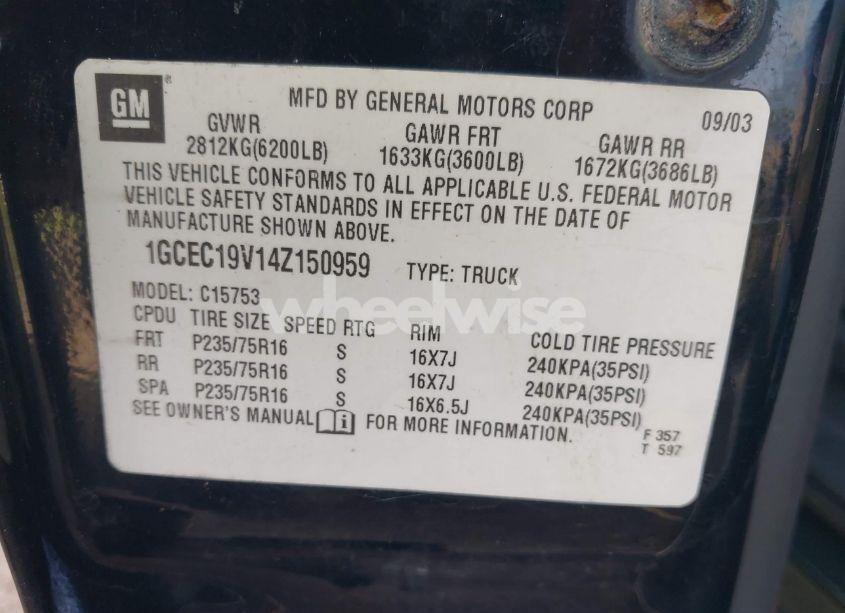 GM®
MFD BY GENERAL MOTORS CORP 09/03
GVWR GAWR FRT GAWR RR
2812KG(6200LB) 1633KG(3600LB) 1672KG(3686LB)
THIS VEHICLE CONFORMS TO ALL APPLICABLE U.S. FEDERAL MOTOR
VEHICLE SAFETY STANDARDS IN EFFECT ON THE DATE OF
MANUFACTURE SHOWN ABOVE.
1GCEC19V14Z150959 TYPE: TRUCK
MODEL: C15753
wheelwise
CPDU TIRE SIZE SPEED RTG RIM COLD TIRE PRESSURE
FRT P235/75R16 S 16X7J 240KPA(35PSI)
RR P235/75R16 S 16X7J 240KPA(35PSI)
SPA P235/75R16 S 16X6.5J 240KPA(35PSI)
SEE OWNER'S MANUAL i FOR MORE INFORMATION.
F 357
T 597